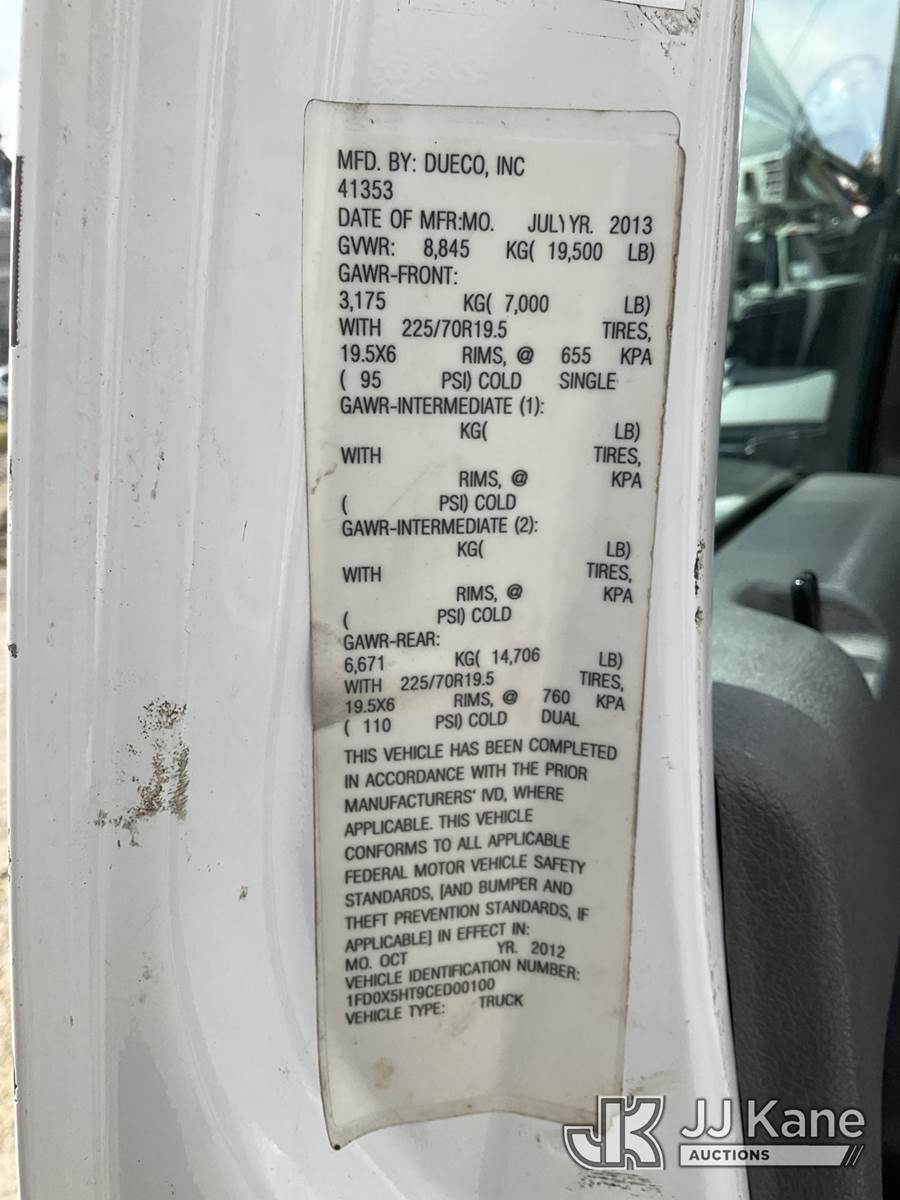 MFD. BY: DUECO, INC
41353
DATE OF MFR:MO. JUL\YR. 2013
GVWR: 8,845 KG( 19,500 LB)
GAWR-FRONT:
3,175 KG( 7,000 LB)
WITH 225/70R19.5 TIRES,
19.5X6 RIMS, @ 655 KPA
( 95 PSI) COLD SINGLE
GAWR-INTERMEDIATE (1):
KG( LB)
WITH TIRES,
RIMS, @ KPA
( PSI) COLD
GAWR-INTERMEDIATE (2):
KG( LB)
WITH TIRES,
RIMS, @ KPA
( PSI) COLD
GAWR-REAR:
6,671 KG( 14,706 LB)
WITH 225/70R19.5 TIRES,
19.5X6 RIMS, @ 760 KPA
( 110 PSI) COLD DUAL
THIS VEHICLE HAS BEEN COMPLETED
IN ACCORDANCE WITH THE PRIOR
MANUFACTURERS' IVD, WHERE
APPLICABLE. THIS VEHICLE
CONFORMS TO ALL APPLICABLE
FEDERAL MOTOR VEHICLE SAFETY
STANDARDS, [AND BUMPER AND
THEFT PREVENTION STANDARDS, IF
APPLICABLE] IN EFFECT IN:
MO. OCT YR. 2012
VEHICLE IDENTIFICATION NUMBER:
1FD0X5HT9CED00100
VEHICLE TYPE: TRUCK
JK JJ Kane
AUCTIONS